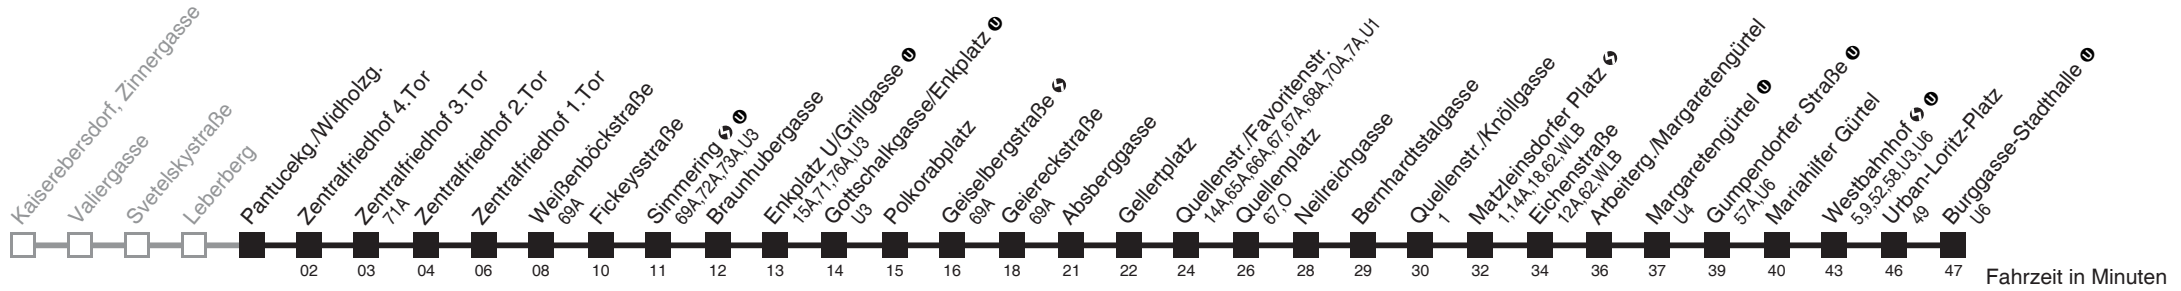 Kaiserebersdorf, Zinnergasse
Valiergasse
Svetelskystraße
Leberberg
Pantucekg./Widholzg.
Zentralfriedhof 4.Tor
02
Zentralfriedhof 3.Tor
71A
03
Zentralfriedhof 2.Tor
04
Zentralfriedhof 1.Tor
06
Weißenböckstraße
69A
08
Fickeysstraße
10
Simmering S U
69A,72A,73A,U3
11
Braunhubergasse
12
Enkplatz U/Grillgasse U
15A,71,76A,U3
13
Gottschalkgasse/Enkplatz U
U3
14
Polkorabplatz
15
Geiselbergstraße S
69A
16
Geiereckstraße
69A
18
Absberggasse
21
Gellertplatz
22
Quellenstr./Favoritenstr.
14A,65A,66A,67,67A,68A,70A,7A,U1
24
Quellenplatz
67,O
26
Neilreichgasse
28
Bernhardtstalgasse
29
Quellenstr./Knöllgasse
1
30
Matzleinsdorfer Platz S
1,14A,18,62,WLB
32
Eichenstraße
12A,62,WLB
34
Arbeiterg./Margaretengürtel
36
Margaretengürtel U
U4
37
Gumpendorfer Straße U
57A,U6
39
Mariahilfer Gürtel
40
Westbahnhof S U
5,9,52,58,U3,U6
43
Urban-Loritz-Platz
49
46
Burggasse-Stadthalle U
U6
47
Fahrzeit in Minuten